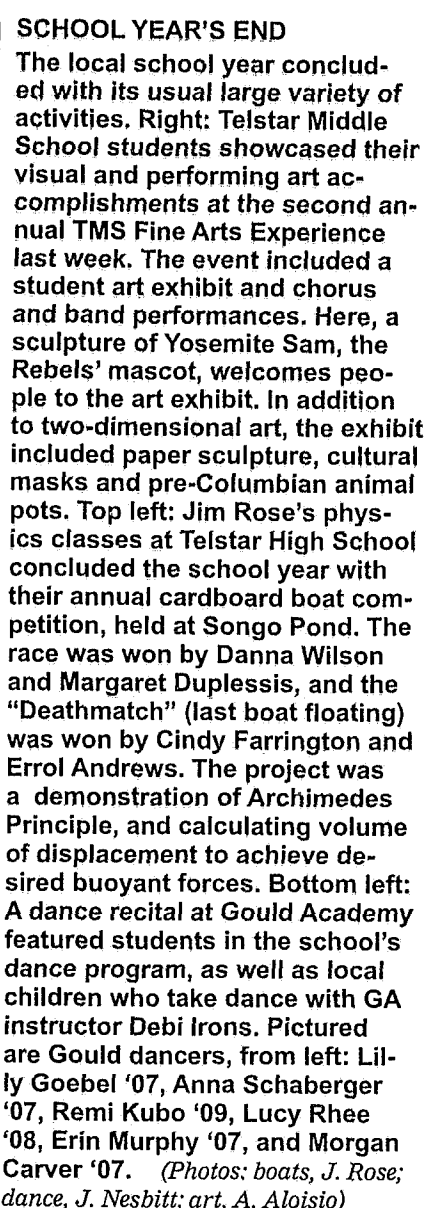 SCHOOL YEAR'S END
The local school year conclud-
ed with its usual large variety of
activities. Right: Telstar Middle
School students showcased their
visual and performing art ac-
complishments at the second an-
nual TMS Fine Arts Experience
last week. The event included a
student art exhibit and chorus
and band performances. Here, a
sculpture of Yosemite Sam, the
Rebels' mascot, welcomes peo-
ple to the art exhibit. In addition
to two-dimensional art, the exhibit
included paper sculpture, cultural
masks and pre-Columbian animal
pots. Top left: Jim Rose's phys-
ics classes at Telstar High School
concluded the school year with
their annual cardboard boat com-
petition, held at Songo Pond. The
race was won by Danna Wilson
and Margaret Duplessis, and the
“Deathmatch” (last boat floating)
was won by Cindy Farrington and
Errol Andrews. The project was
a demonstration of Archimedes
Principle, and calculating volume
of displacement to achieve de-
sired buoyant forces. Bottom left:
A dance recital at Gould Academy
featured students in the school's
dance program, as well as local
children who take dance with GA
instructor Debi Irons. Pictured
are Gould dancers, from left: Lil-
ly Goebel ‘07, Anna Schaberger
‘07, Remi Kubo ‘09, Lucy Rhee
‘08, Erin Murphy ‘07, and Morgan
Carver ‘07. (Photos: boats, J. Rose;
dance, J. Nesbitt; art, A. Aloisio)